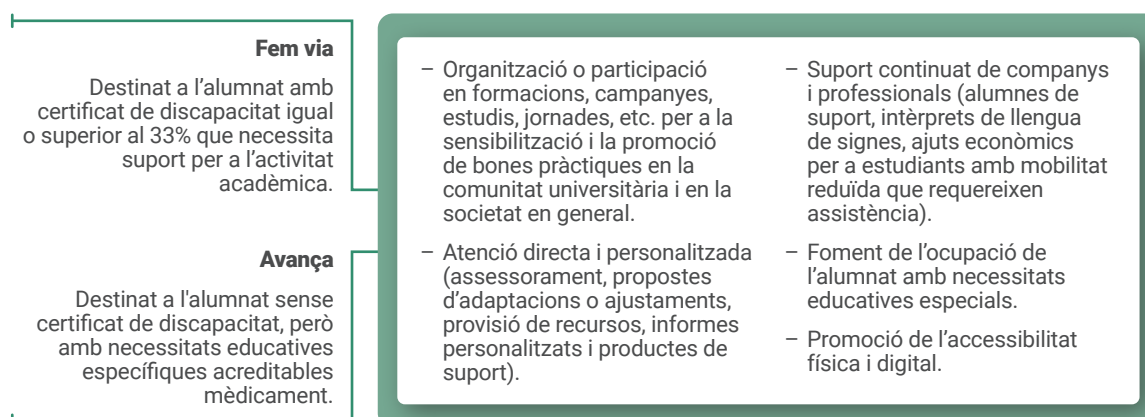 Fem via
Destinat a l’alumnat amb
certificat de discapacitat igual
o superior al 33% que necessita
suport per a l’activitat
acadèmica.
Avança
Destinat a l'alumnat sense
certificat de discapacitat, però
amb necessitats educatives
específiques acreditables
mèdicament.
– Organització o participació
en formacions, campanyes,
estudis, jornades, etc. per a la
sensibilització i la promoció
de bones pràctiques en la
comunitat universitària i en la
societat en general.
– Atenció directa i personalitzada
(assessorament, propostes
d’adaptacions o ajustaments,
provisió de recursos, informes
personalitzats i productes de
suport).
– Suport continuat de companys
i professionals (alumnes de
suport, intèrprets de llengua
de signes, ajuts econòmics
per a estudiants amb mobilitat
reduïda que requereixen
assistència).
– Foment de l’ocupació de
l’alumnat amb necessitats
educatives especials.
– Promoció de l’accessibilitat
física i digital.